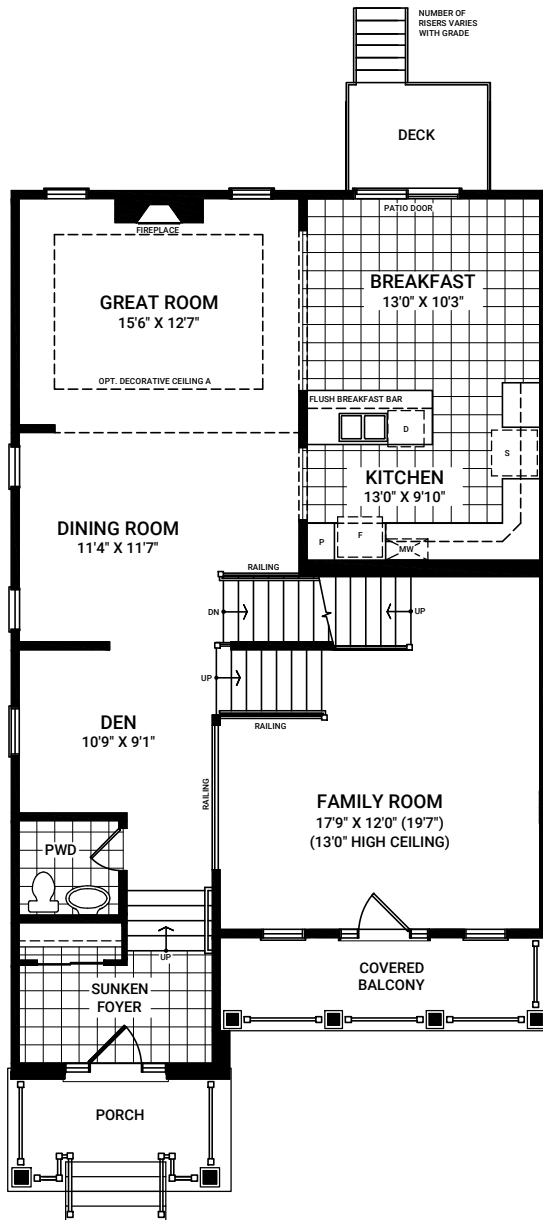 NUMBER OF
RISERS VARIES
WITH GRADE
DECK
PATIO DOOR
FIREPLACE
GREAT ROOM
15'6" X 12'7"
OPT. DECORATIVE CEILING A
BREAKFAST
13'0" X 10'3"
FLUSH BREAKFAST BAR
D
S
KITCHEN
13'0" X 9'10"
P
F
MW
DINING ROOM
11'4" X 11'7"
RAILING
DN
UP
UP
RAILING
DEN
10'9" X 9'1"
RAILING
FAMILY ROOM
17'9" X 12'0" (19'7")
(13'0" HIGH CEILING)
PWD
UP
SUNKEN
FOYER
COVERED
BALCONY
PORCH